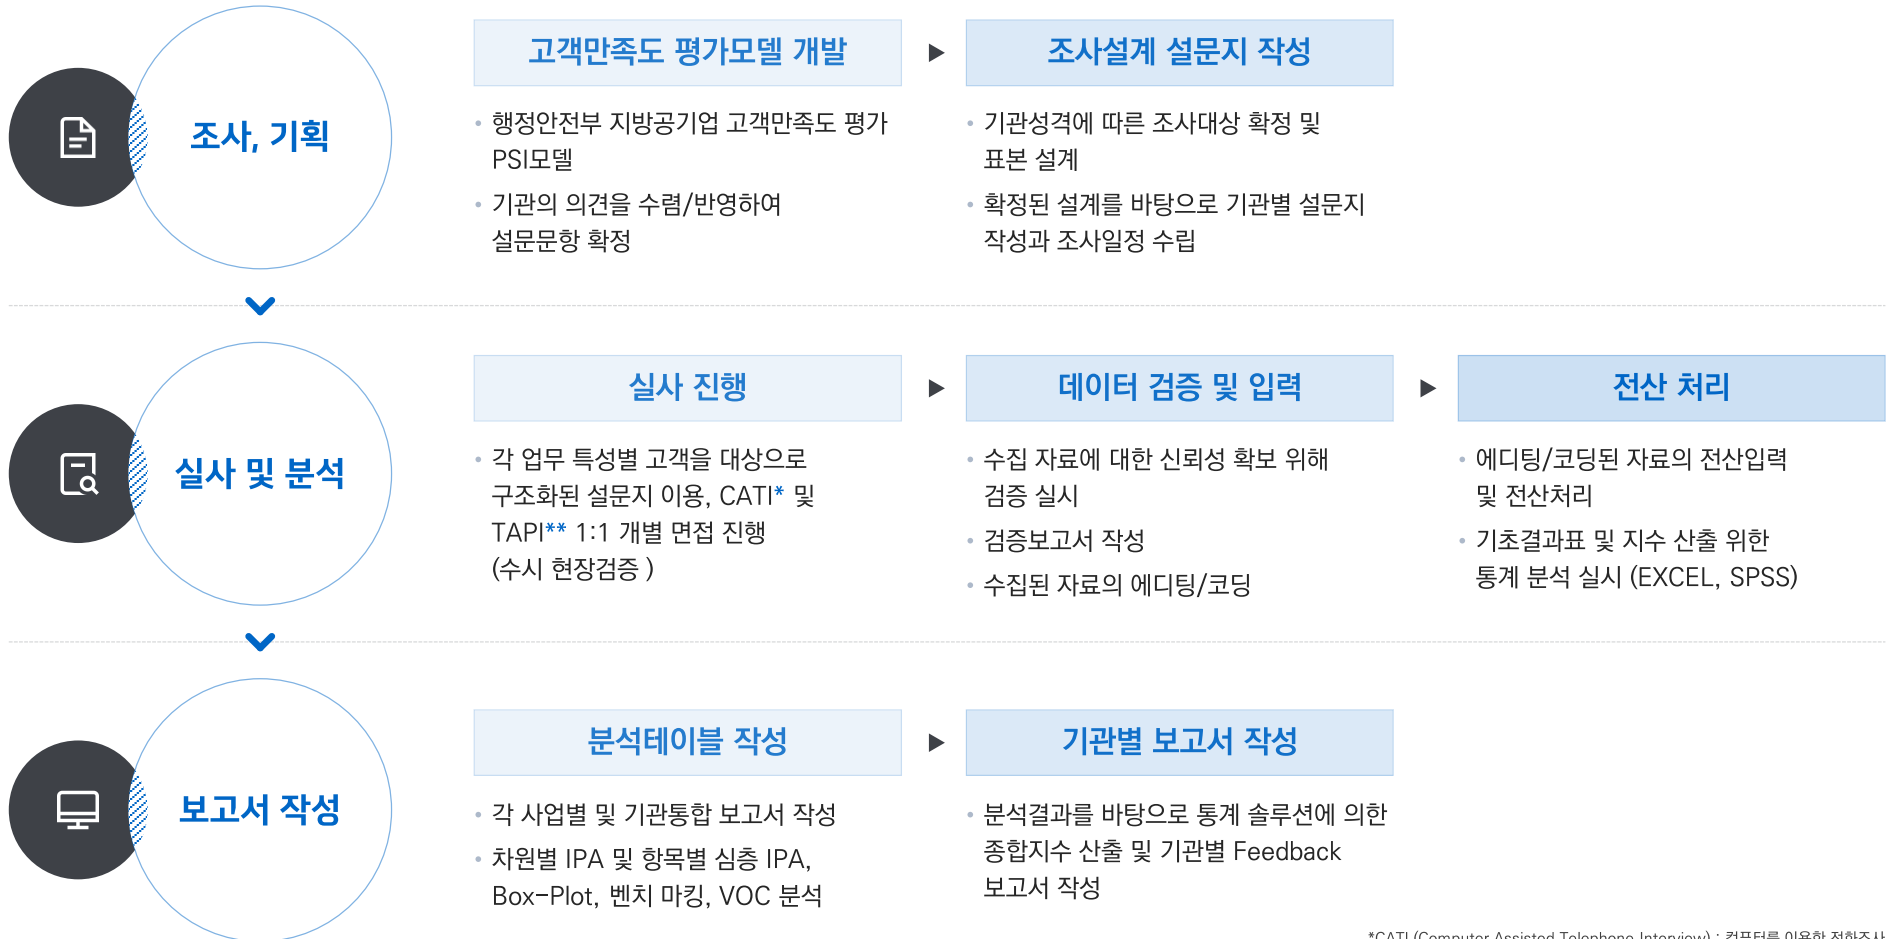 조사, 기획
고객만족도 평가모델 개발
• 행정안전부 지방공기업 고객만족도 평가
PSI모델
• 기관의 의견을 수렴/반영하여
설문문항 확정
조사설계 설문지 작성
• 기관성격에 따른 조사대상 확정 및
표본 설계
• 확정된 설계를 바탕으로 기관별 설문지
작성과 조사일정 수립
실사 및 분석
실사 진행
• 각 업무 특성별 고객을 대상으로
구조화된 설문지 이용, CATI* 및
TAPI** 1:1 개별 면접 진행
(수시 현장검증 )
데이터 검증 및 입력
• 수집 자료에 대한 신뢰성 확보 위해
검증 실시
• 검증보고서 작성
• 수집된 자료의 에디팅/코딩
전산 처리
• 에디팅/코딩된 자료의 전산입력
및 전산처리
• 기초결과표 및 지수 산출 위한
통계 분석 실시 (EXCEL, SPSS)
보고서 작성
분석테이블 작성
• 각 사업별 및 기관통합 보고서 작성
• 차원별 IPA 및 항목별 심층 IPA,
Box-Plot, 벤치 마킹, VOC 분석
기관별 보고서 작성
• 분석결과를 바탕으로 통계 솔루션에 의한
종합지수 산출 및 기관별 Feedback
보고서 작성
*CATI (Computer Assisted Telephone Interview) : 컴퓨터를 이용한 전화조사